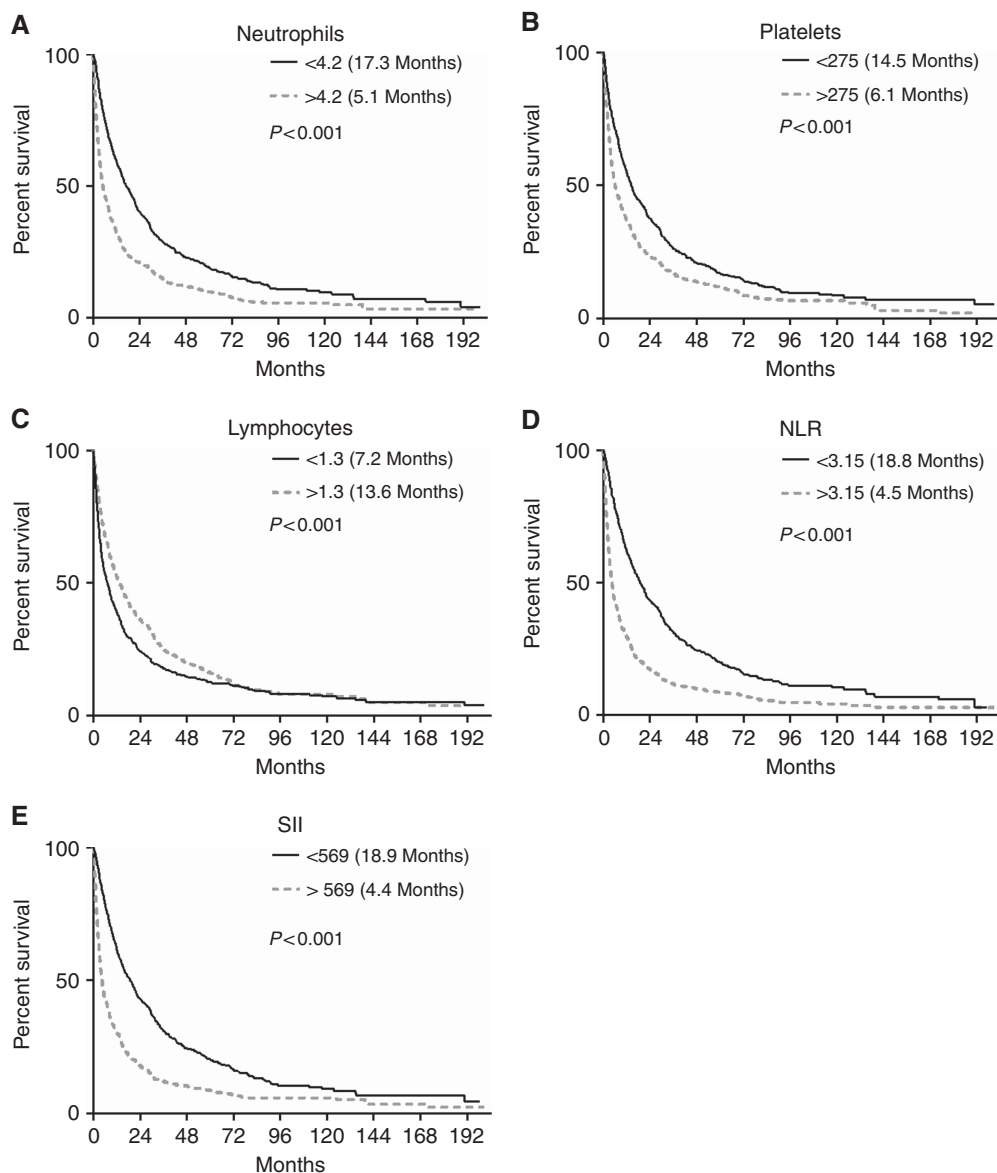 A
Neutrophils
<4.2 (17.3 Months)
>4.2 (5.1 Months)
P<0.001
Percent survival
100
50
0
0 24 48 72 96 120 144 168 192
Months
B
Platelets
<275 (14.5 Months)
>275 (6.1 Months)
P<0.001
Percent survival
100
50
0
0 24 48 72 96 120 144 168 192
Months
C
Lymphocytes
<1.3 (7.2 Months)
>1.3 (13.6 Months)
P<0.001
Percent survival
100
50
0
0 24 48 72 96 120 144 168 192
Months
D
NLR
<3.15 (18.8 Months)
>3.15 (4.5 Months)
P<0.001
Percent survival
100
50
0
0 24 48 72 96 120 144 168 192
Months
E
SII
<569 (18.9 Months)
> 569 (4.4 Months)
P<0.001
Percent survival
100
50
0
0 24 48 72 96 120 144 168 192
Months